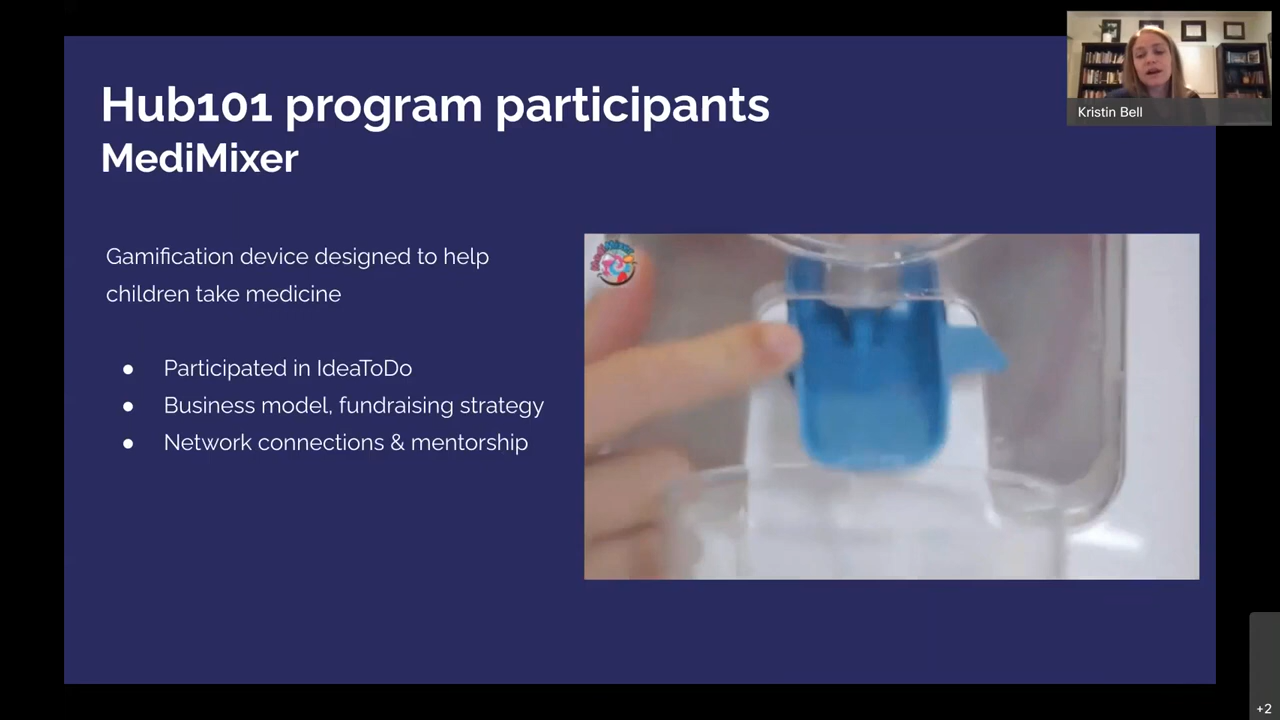 Hub101 program participants
MediMixer
Kristin Bell
Gamification device designed to help
children take medicine
● Participated in IdeaToDo
● Business model, fundraising strategy
● Network connections & mentorship
MediMixer
+2